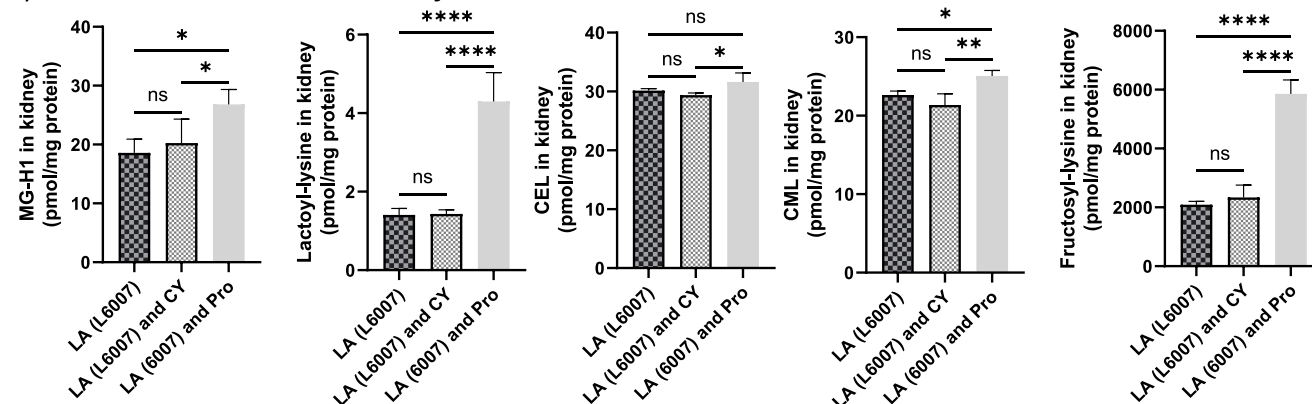 MG-H1 in kidney
(pmol/mg protein)
40
30
20
10
0
*
*
ns
LA (L6007)
LA (L6007) and CY
LA (6007) and Pro
Lactoyl-lysine in kidney
(pmol/mg protein)
6
4
2
0
****
****
ns
LA (L6007)
LA (L6007) and CY
LA (6007) and Pro
CEL in kidney
(pmol/mg protein)
40
30
20
10
0
ns
*
ns
LA (L6007)
LA (L6007) and CY
LA (6007) and Pro
CML in kidney
(pmol/mg protein)
30
20
10
0
*
**
ns
LA (L6007)
LA (L6007) and CY
LA (6007) and Pro
Fructosyl-lysine in kidney
(pmol/mg protein)
8000
6000
4000
2000
0
****
****
ns
LA (L6007)
LA (L6007) and CY
LA (6007) and Pro